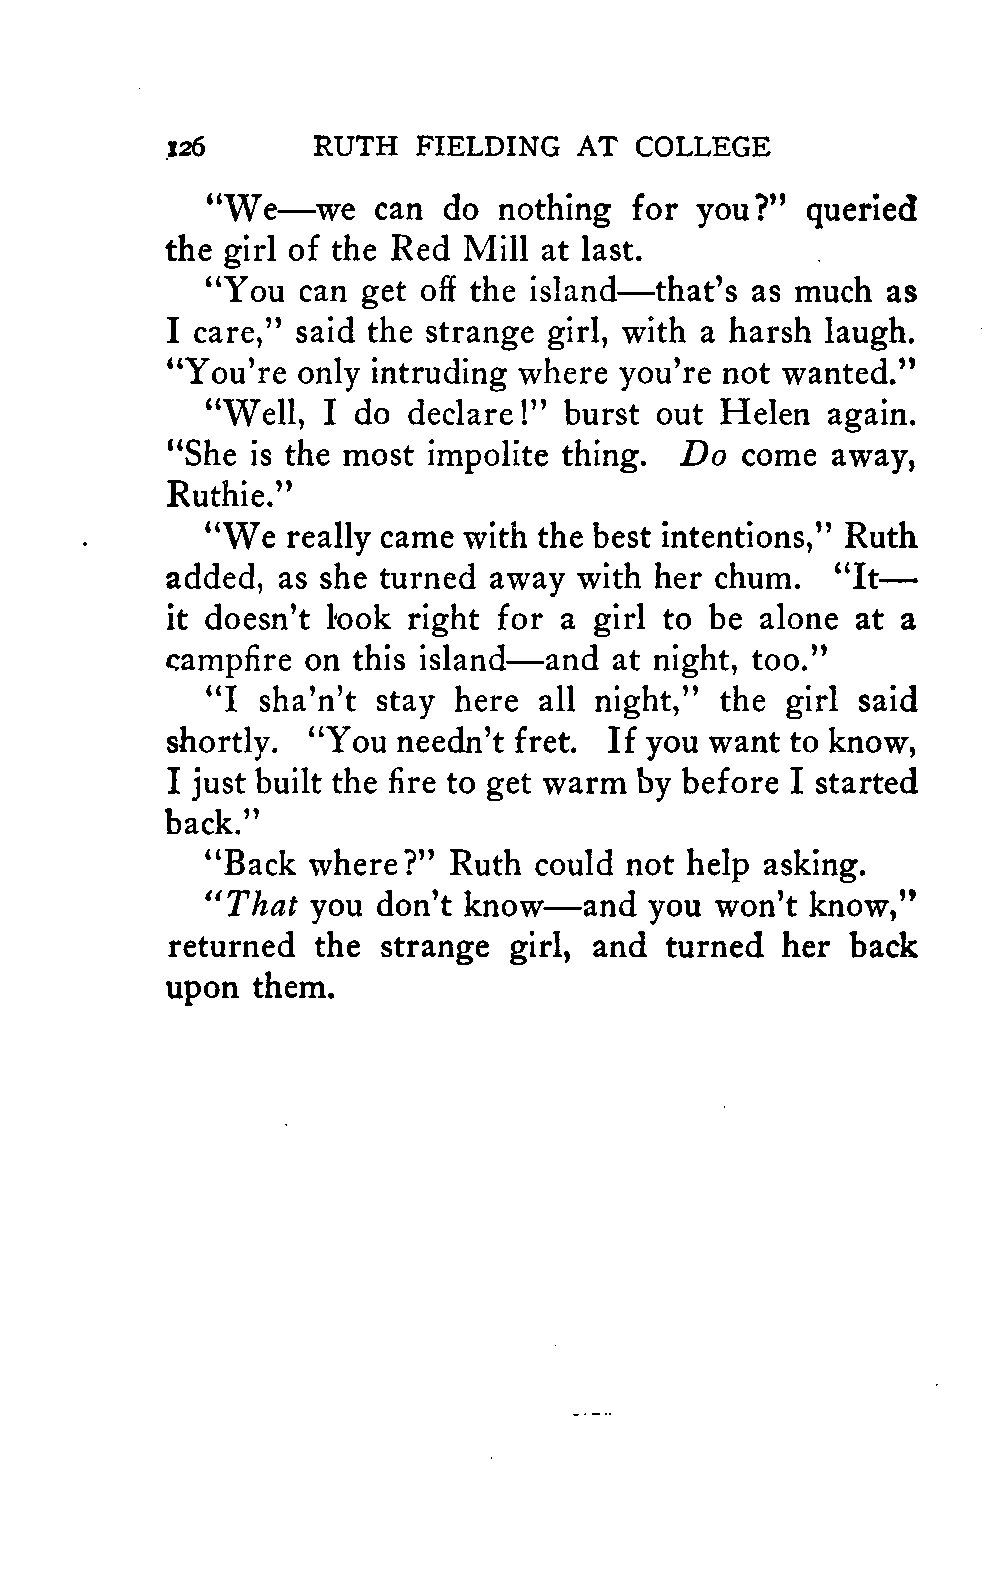 126 RUTH FIELDING AT COLLEGE
“We—we can do nothing for you?” queried
the girl of the Red Mill at last.
“You can get off the island—that’s as much as
I care,” said the strange girl, with a harsh laugh.
“You’re only intruding where you’re not wanted.”
“Well, I do declare!” burst out Helen again.
“She is the most impolite thing. Do come away,
Ruthie.”
“We really came with the best intentions,” Ruth
added, as she turned away with her chum. “It—
it doesn’t look right for a girl to be alone at a
campfire on this island—and at night, too.”
“I sha’n’t stay here all night,” the girl said
shortly. “You needn’t fret. If you want to know,
I just built the fire to get warm by before I started
back.”
“Back where?” Ruth could not help asking.
“That you don’t know—and you won’t know,”
returned the strange girl, and turned her back
upon them.